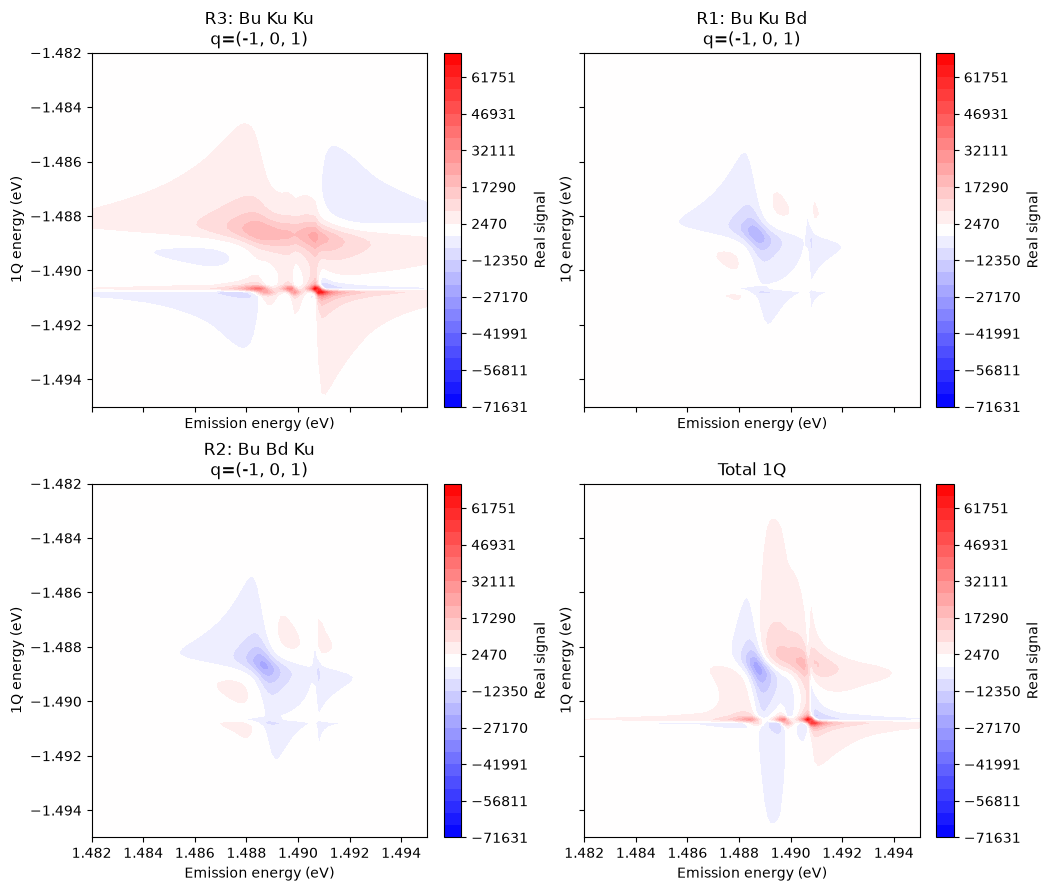 R3: Bu Ku Ku
q=(-1, 0, 1)
−1.482
−1.484
−1.486
−1.488
−1.490
−1.492
−1.494
1Q energy (eV)
Emission energy (eV)
61751
46931
32111
17290
2470
−12350
−27170
−41991
−56811
−71631
Real signal
R1: Bu Ku Bd
q=(-1, 0, 1)
1Q energy (eV)
Emission energy (eV)
61751
46931
32111
17290
2470
−12350
−27170
−41991
−56811
−71631
Real signal
R2: Bu Bd Ku
q=(-1, 0, 1)
−1.482
−1.484
−1.486
−1.488
−1.490
−1.492
−1.494
1Q energy (eV)
1.482 1.484 1.486 1.488 1.490 1.492 1.494
Emission energy (eV)
61751
46931
32111
17290
2470
−12350
−27170
−41991
−56811
−71631
Real signal
Total 1Q
1Q energy (eV)
1.482 1.484 1.486 1.488 1.490 1.492 1.494
Emission energy (eV)
61751
46931
32111
17290
2470
−12350
−27170
−41991
−56811
−71631
Real signal